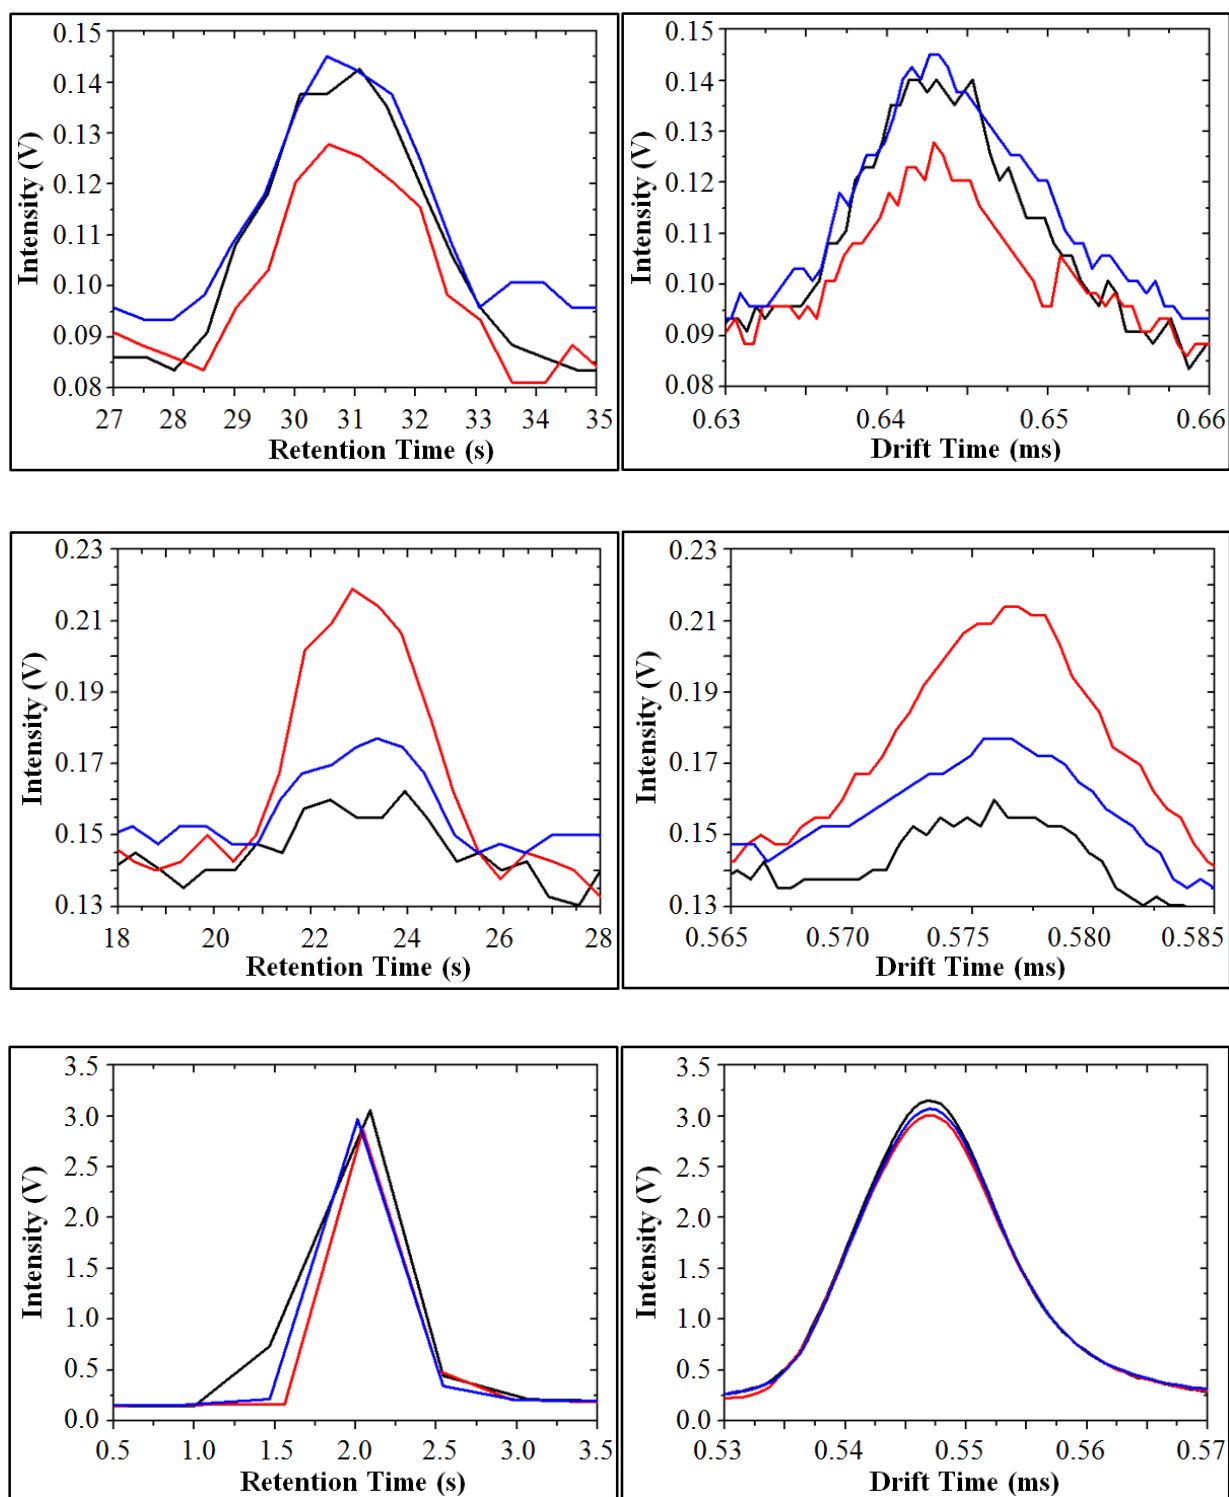 0.15
0.14
0.13
0.12
0.11
0.10
0.09
0.08
Intensity (V)
27 28 29 30 31 32 33 34 35
Retention Time (s)
0.15
0.14
0.13
0.12
0.11
0.10
0.09
0.08
Intensity (V)
0.63 0.64 0.65 0.66
Drift Time (ms)
0.23
0.21
0.19
0.17
0.15
0.13
Intensity (V)
18 20 22 24 26 28
Retention Time (s)
0.23
0.21
0.19
0.17
0.15
0.13
Intensity (V)
0.565 0.570 0.575 0.580 0.585
Drift Time (ms)
3.5
3.0
2.5
2.0
1.5
1.0
0.5
0.0
Intensity (V)
0.5 1.0 1.5 2.0 2.5 3.0 3.5
Retention Time (s)
3.5
3.0
2.5
2.0
1.5
1.0
0.5
0.0
Intensity (V)
0.53 0.54 0.55 0.56 0.57
Drift Time (ms)